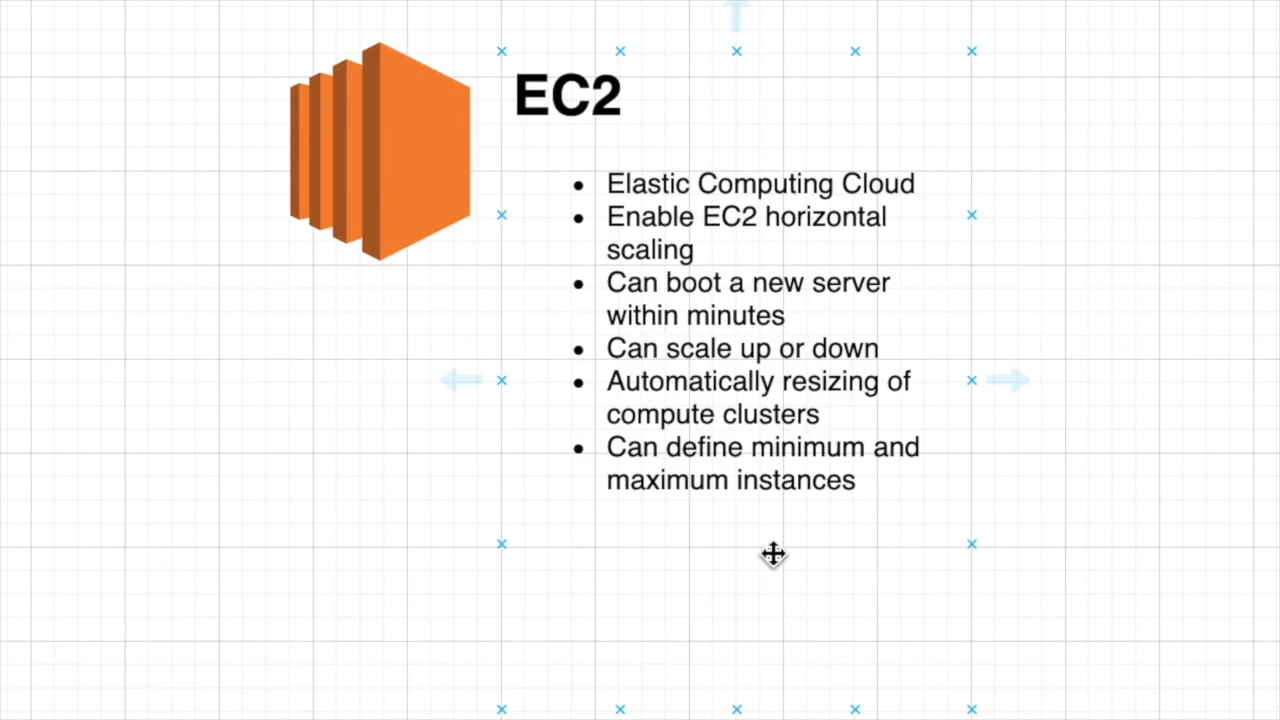 EC2
• Elastic Computing Cloud
• Enable EC2 horizontal
scaling
• Can boot a new server
within minutes
• Can scale up or down
• Automatically resizing of
compute clusters
• Can define minimum and
maximum instances